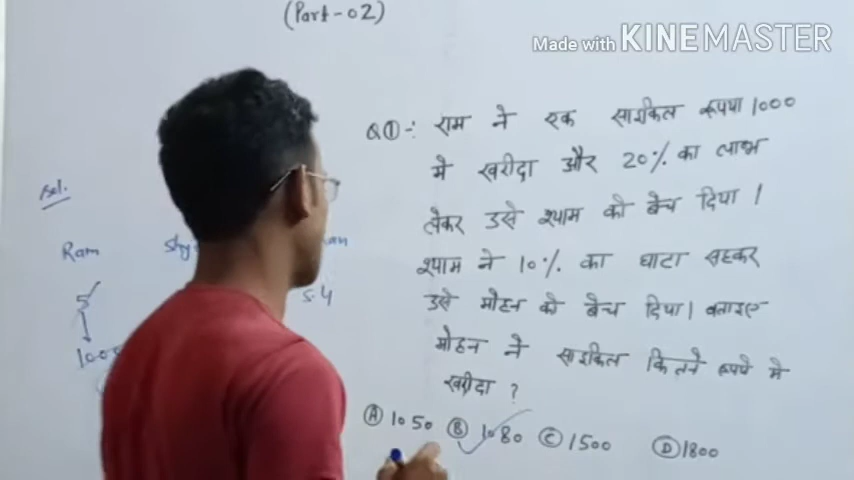 (Part-02)
Made with KINEMASTER
Q①-: राम ने एक साइकिल रूपया 1000
मे खरीदा और 20% का लाभ
लेकर उसे श्याम को बेच दिया।
श्याम ने 10% का घाटा सहकर
उसे मोहन को बेच दिया। बताइए
मोहन ने साइकिल कितने रूपये मे
खरीदा ?
Ⓐ 1050 Ⓑ 1080 Ⓒ 1500 Ⓓ 1800
Sol.
Ram
5
5.4